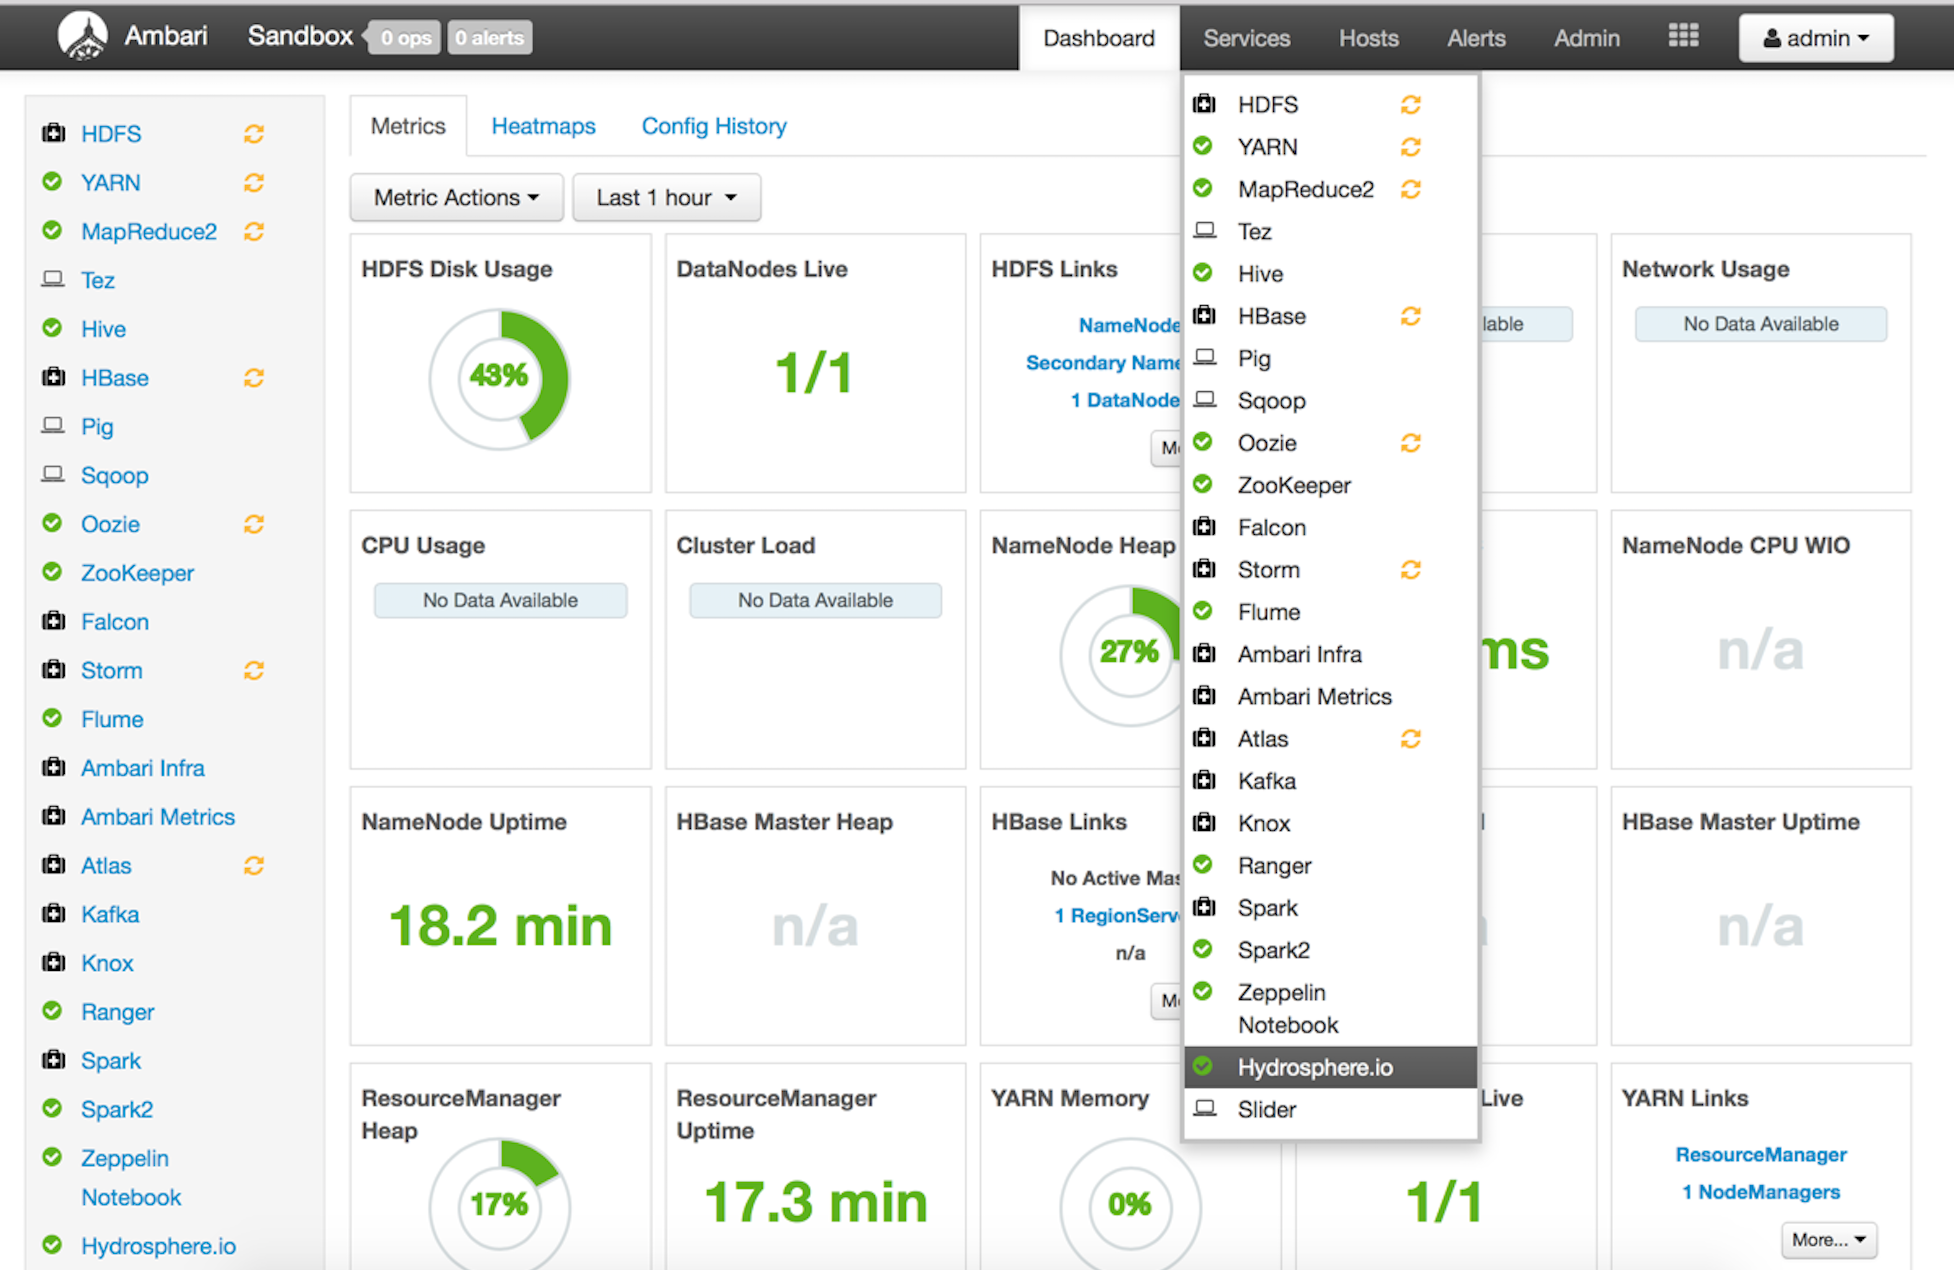 Ambari Sandbox 0 ops 0 alerts Dashboard Services Hosts Alerts Admin admin
HDFS
YARN
MapReduce2
Tez
Hive
HBase
Pig
Sqoop
Oozie
ZooKeeper
Falcon
Storm
Flume
Ambari Infra
Ambari Metrics
Atlas
Kafka
Knox
Ranger
Spark
Spark2
Zeppelin
Notebook
Hydrosphere.io
Metrics Heatmaps Config History
Metric Actions Last 1 hour
HDFS Disk Usage
43%
DataNodes Live
1/1
HDFS Links
NameNode
Secondary Name
1 DataNode
Network Usage
No Data Available
CPU Usage
No Data Available
Cluster Load
No Data Available
NameNode Heap
27%
ms
NameNode CPU WIO
n/a
NameNode Uptime
18.2 min
HBase Master Heap
n/a
HBase Links
No Active Mas
1 RegionServ
n/a
HBase Master Uptime
n/a
ResourceManager
Heap
17%
ResourceManager
Uptime
17.3 min
YARN Memory
0%
Live
1/1
YARN Links
ResourceManager
1 NodeManagers
More...
HDFS
YARN
MapReduce2
Tez
Hive
HBase
Pig
Sqoop
Oozie
ZooKeeper
Falcon
Storm
Flume
Ambari Infra
Ambari Metrics
Atlas
Kafka
Knox
Ranger
Spark
Spark2
Zeppelin
Notebook
Hydrosphere.io
Slider